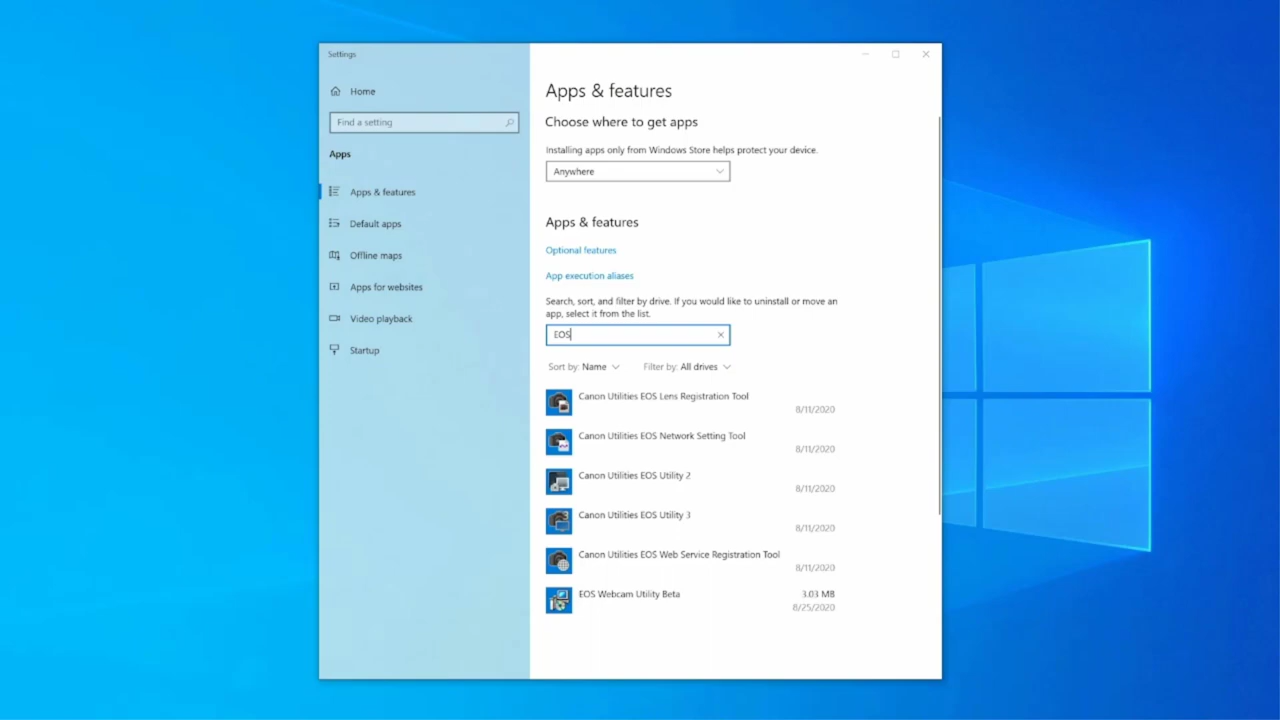 Settings
Home
Find a setting
Apps
Apps & features
Default apps
Offline maps
Apps for websites
Video playback
Startup
Apps & features
Choose where to get apps
Installing apps only from Windows Store helps protect your device.
Anywhere
Apps & features
Optional features
App execution aliases
Search, sort, and filter by drive. If you would like to uninstall or move an
app, select it from the list.
EOS
Sort by: Name Filter by: All drives
Canon Utilities EOS Lens Registration Tool
8/11/2020
Canon Utilities EOS Network Setting Tool
8/11/2020
Canon Utilities EOS Utility 2
8/11/2020
Canon Utilities EOS Utility 3
8/11/2020
Canon Utilities EOS Web Service Registration Tool
8/11/2020
EOS Webcam Utility Beta 3.03 MB
8/25/2020